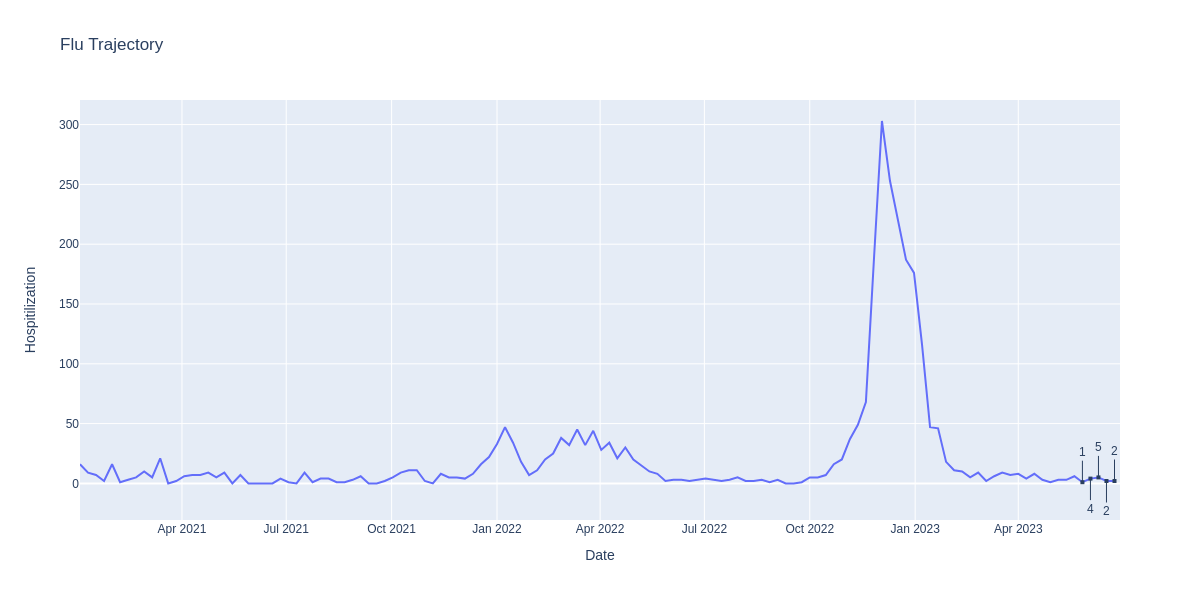 Flu Trajectory
Hospitilization
300
250
200
150
100
50
0
1
5
2
4
2
Apr 2021
Jul 2021
Oct 2021
Jan 2022
Apr 2022
Jul 2022
Oct 2022
Jan 2023
Apr 2023
Date